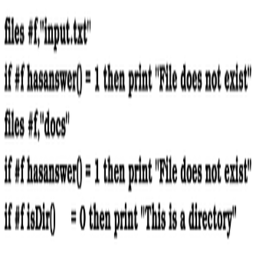 files #f,"input.txt"
if #f hasanswer() = 1 then print "File does not exist"
files #f,"docs"
if #f hasanswer() = 1 then print "File does not exist"
if #f isDir() = 0 then print "This is a directory"